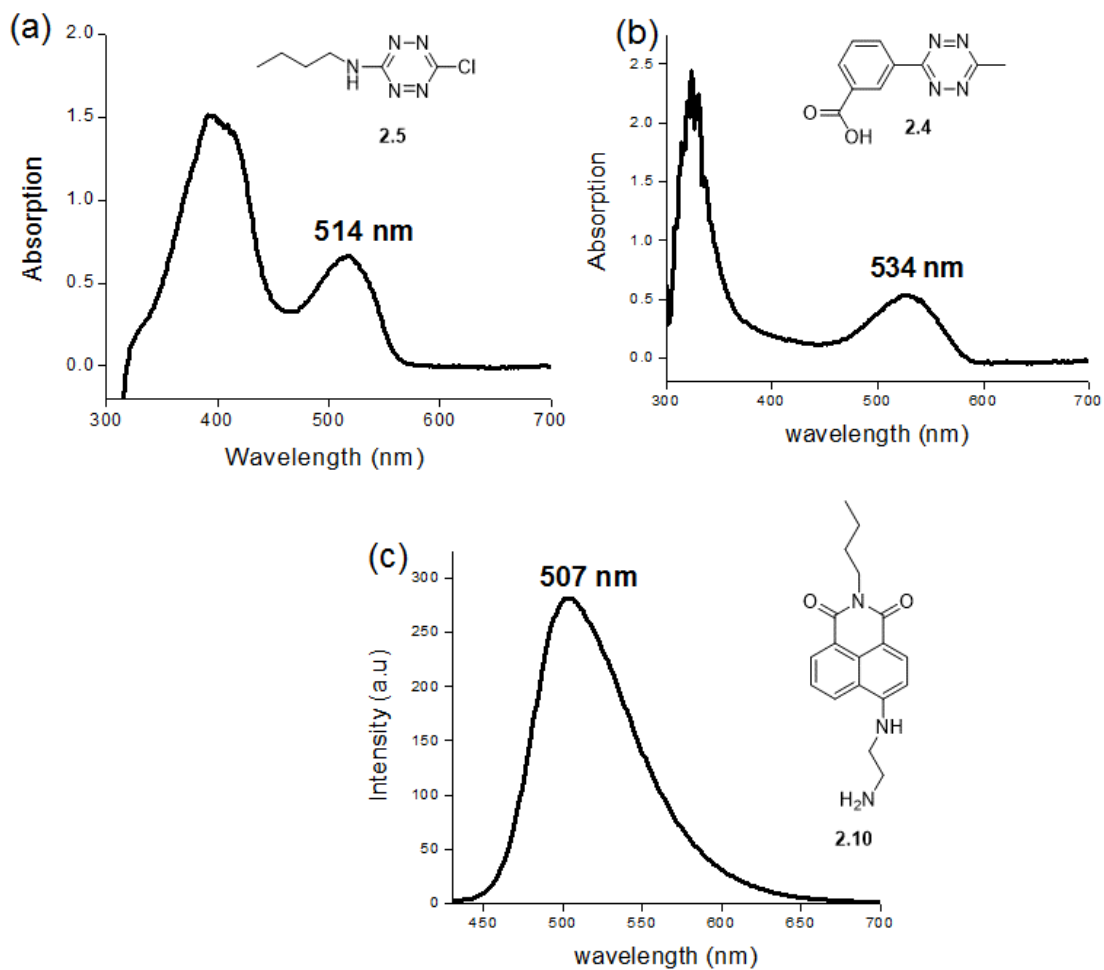 (a)
2.0
1.5
1.0
0.5
0.0
Absorption
300 400 500 600 700
Wavelength (nm)
514 nm
N N
N N
N
H
Cl
2.5
(b)
2.5
2.0
1.5
1.0
0.5
0.0
Absorption
300 400 500 600 700
wavelength (nm)
534 nm
N N
N N
O
OH
2.4
(c)
300
250
200
150
100
50
0
Intensity (a.u)
450 500 550 600 650 700
wavelength (nm)
507 nm
O N O
NH
H2N
2.10